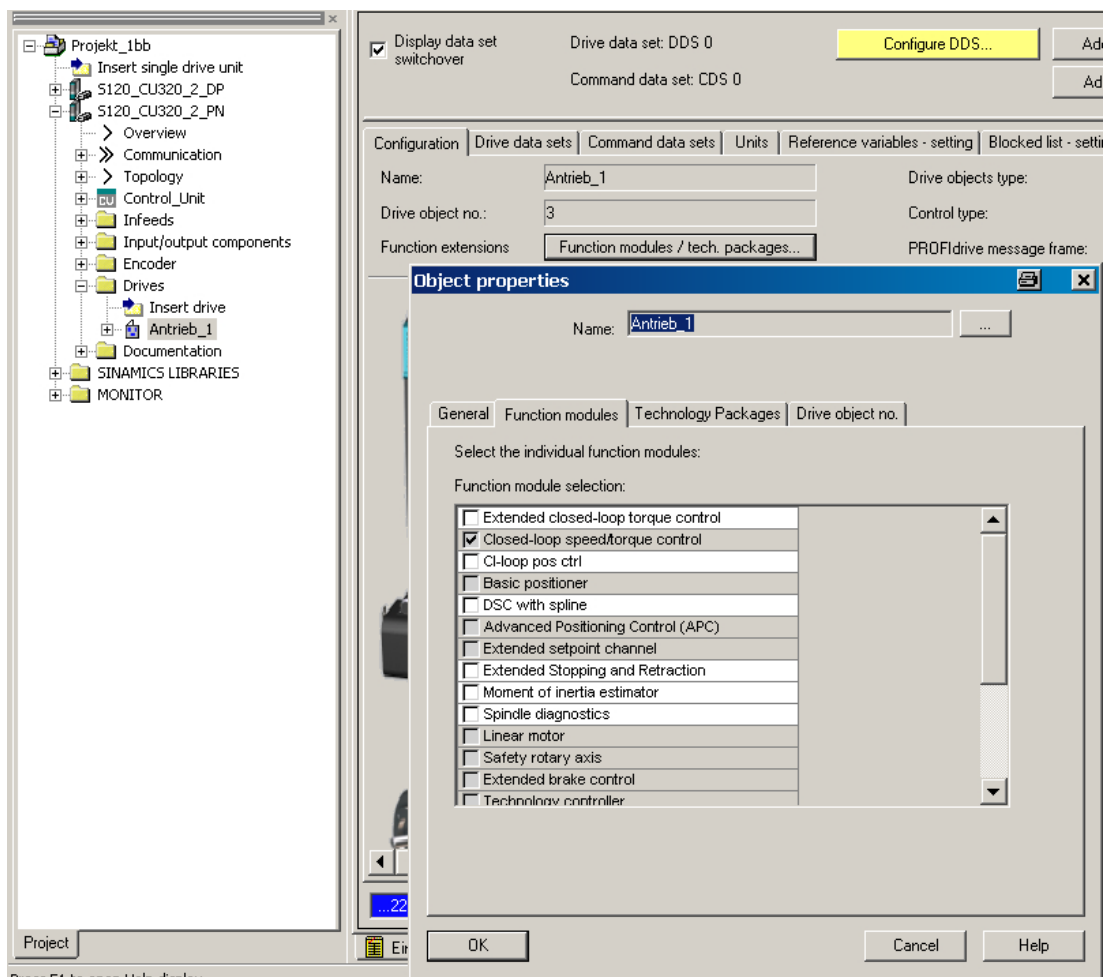 Projekt_1bb
Insert single drive unit
S120_CU320_2_DP
S120_CU320_2_PN
Overview
Communication
Topology
Control_Unit
Infeeds
Input/output components
Encoder
Drives
Insert drive
Antrieb_1
Documentation
SINAMICS LIBRARIES
MONITOR
Project
Display data set
switchover
Drive data set: DDS 0
Configure DDS...
Command data set: CDS 0
Configuration Drive data sets Command data sets Units Reference variables - setting Blocked list -
Name: Antrieb_1 Drive objects type:
Drive object no.: 3 Control type:
Function extensions Function modules / tech. packages... PROFIdrive message frame:
Object properties
Name: Antrieb_1 ...
General Function modules Technology Packages Drive object no.
Select the individual function modules:
Function module selection:
Extended closed-loop torque control
Closed-loop speed/torque control
Cl-loop pos ctrl
Basic positioner
DSC with spline
Advanced Positioning Control (APC)
Extended setpoint channel
Extended Stopping and Retraction
Moment of inertia estimator
Spindle diagnostics
Linear motor
Safety rotary axis
Extended brake control
Technology controller
...22
OK Cancel Help